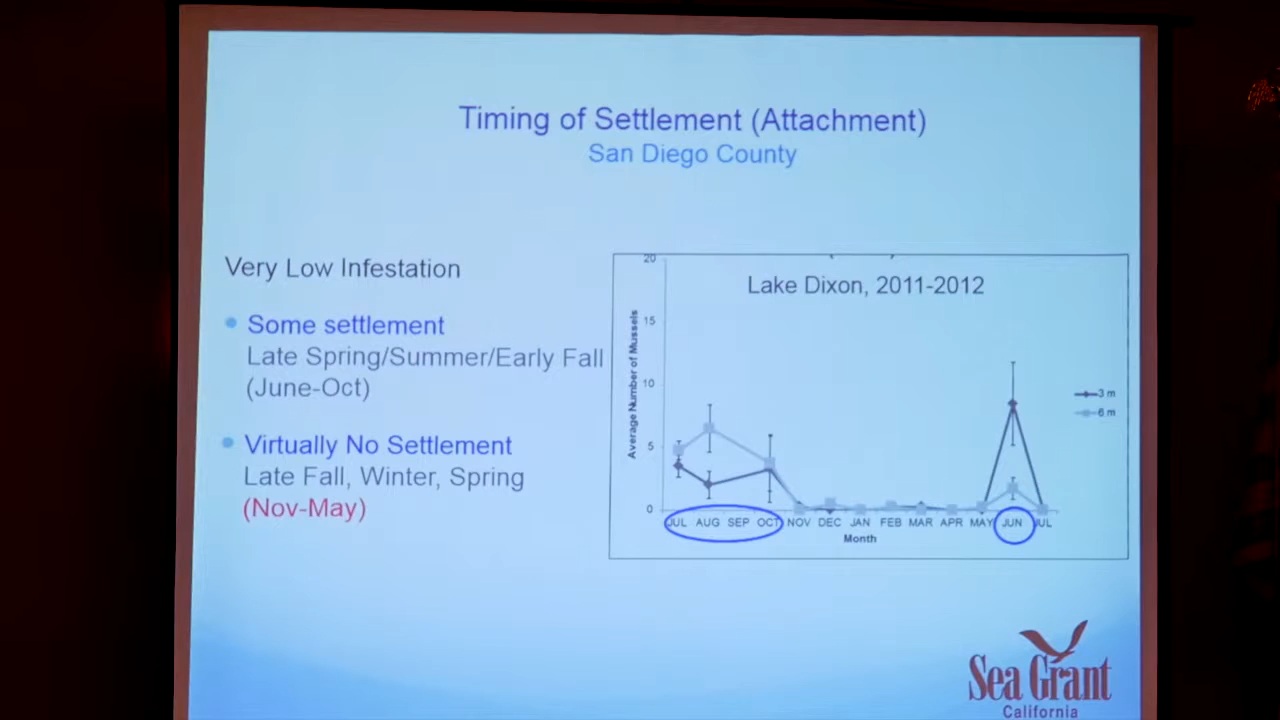 Timing of Settlement (Attachment)
San Diego County
Very Low Infestation
Some settlement
Late Spring/Summer/Early Fall
(June-Oct)
Virtually No Settlement
Late Fall, Winter, Spring
(Nov-May)
Lake Dixon, 2011-2012
Average Number of Mussels
20
15
10
5
0
JUL AUG SEP OCT NOV DEC JAN FEB MAR APR MAY JUN JUL
Month
3 m
6 m
Sea Grant
California